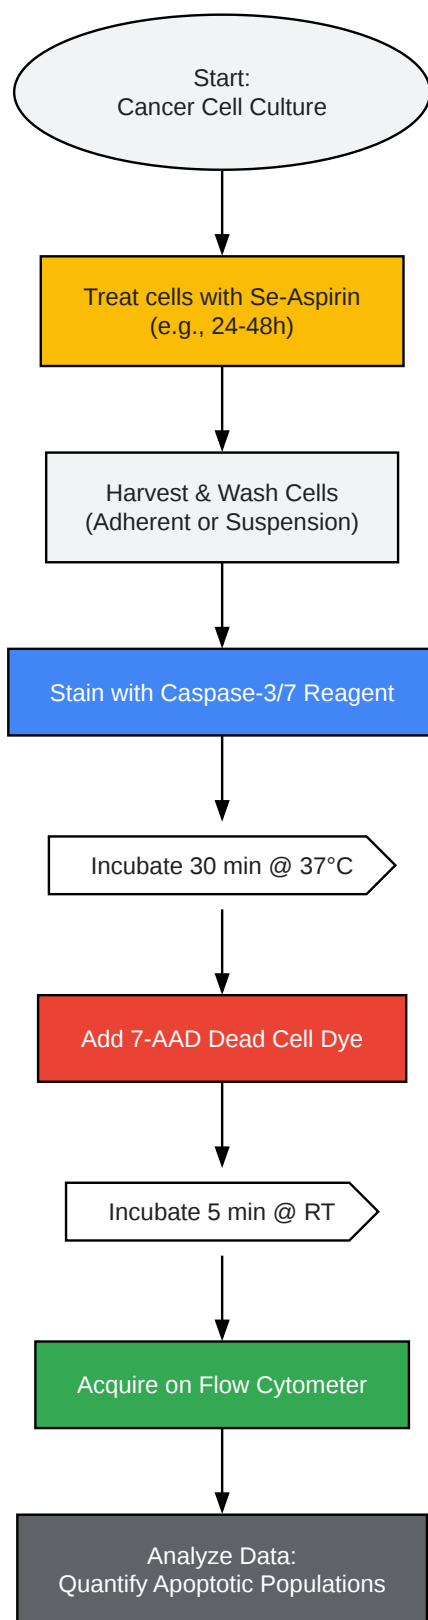 Start:
Cancer Cell Culture
Treat cells with Se-Aspirin
(e.g., 24-48h)
Harvest & Wash Cells
(Adherent or Suspension)
Stain with Caspase-3/7 Reagent
Incubate 30 min @ 37°C
Add 7-AAD Dead Cell Dye
Incubate 5 min @ RT
Acquire on Flow Cytometer
Analyze Data:
Quantify Apoptotic Populations